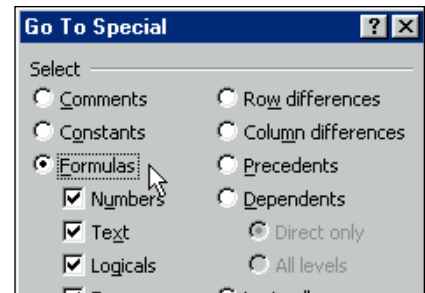 Go To Special
Select
Comments
Constants
Formulas
Numbers
Text
Logicals
Row differences
Column differences
Precedents
Dependents
Direct only
All levels